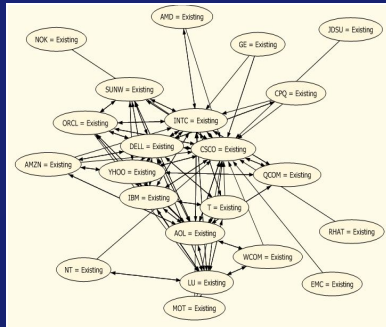 AMD = Existing
JDSU = Existing
GE = Existing
NOK = Existing
CPQ = Existing
SUNW = Existing
INTC = Existing
ORCL = Existing
DELL = Existing
CSCO = Existing
AMZN = Existing
YHOO = Existing
QCOM = Existing
IBM = Existing
T = Existing
AOL = Existing
RHAT = Existing
WCOM = Existing
NT = Existing
LU = Existing
EMC = Existing
MOT = Existing